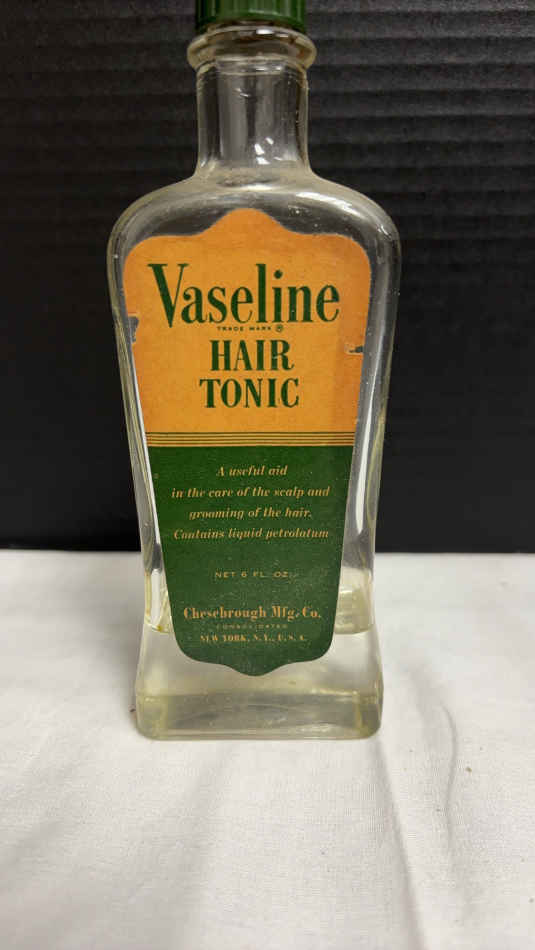 Vaseline
TRADE MARK ®
HAIR
TONIC
A useful aid
in the care of the scalp and
grooming of the hair.
Contains liquid petrolatum
NET 6 FL. OZ.
Chesebrough Mfg. Co.
CONSOLIDATED
NEW YORK, N.Y., U.S.A.